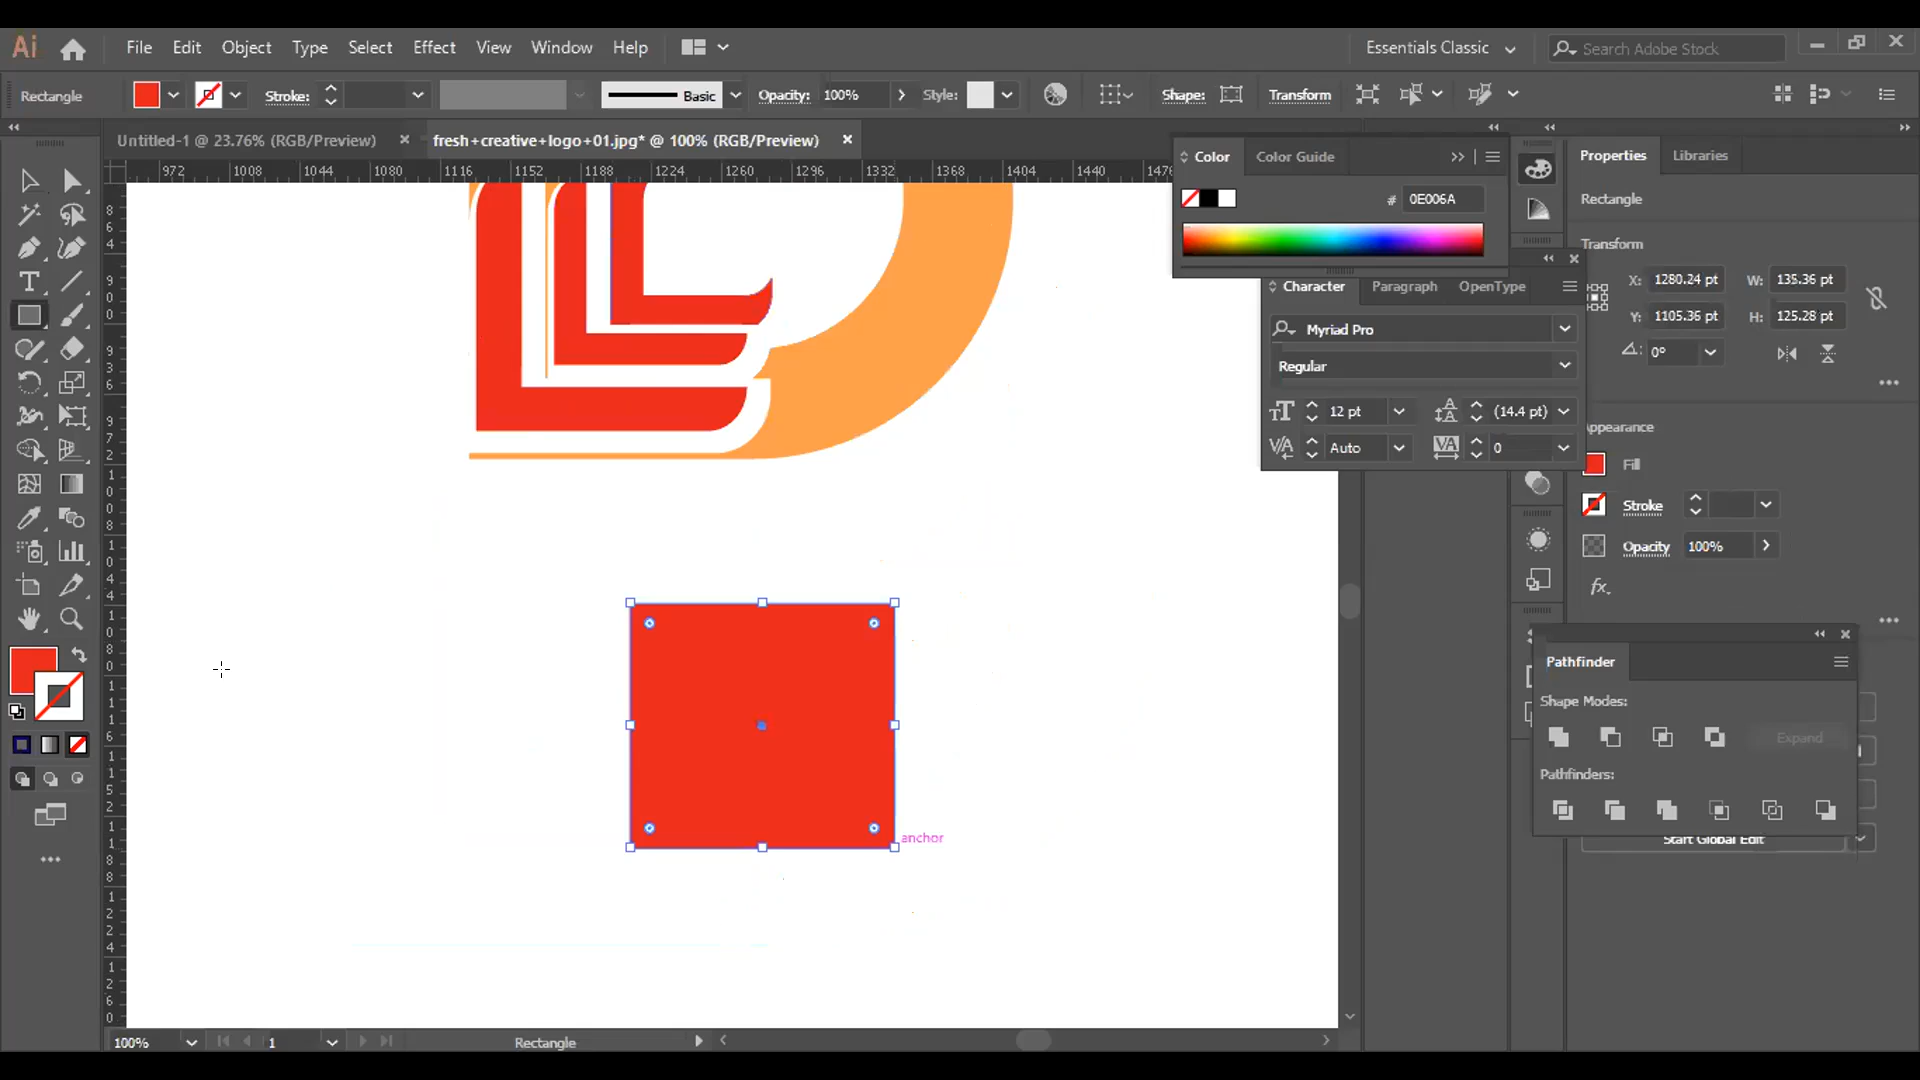 Ai File Edit Object Type Select Effect View Window Help Essentials Classic Search Adobe Stock
Rectangle Stroke: Basic Opacity: 100% Style: Shape: Transform
Untitled-1 @ 23.76% (RGB/Preview) × fresh+creative+logo+01.jpg* @ 100% (RGB/Preview) ×
972 1008 1044 1080 1116 1152 1188 1224 1260 1296 1332 1368 1404 1440 1476
Color Color Guide
# 0E006A
Character Paragraph OpenType
Myriad Pro
Regular
12 pt (14.4 pt)
Auto 0
Properties Libraries
Rectangle
Transform
X: 1280.24 pt W: 135.36 pt
Y: 1105.36 pt H: 125.28 pt
0°
Appearance
Fill
Stroke
Opacity 100%
fx
Pathfinder
Shape Modes:
Expand
Pathfinders:
Start Global Edit
anchor
100% 1 Rectangle